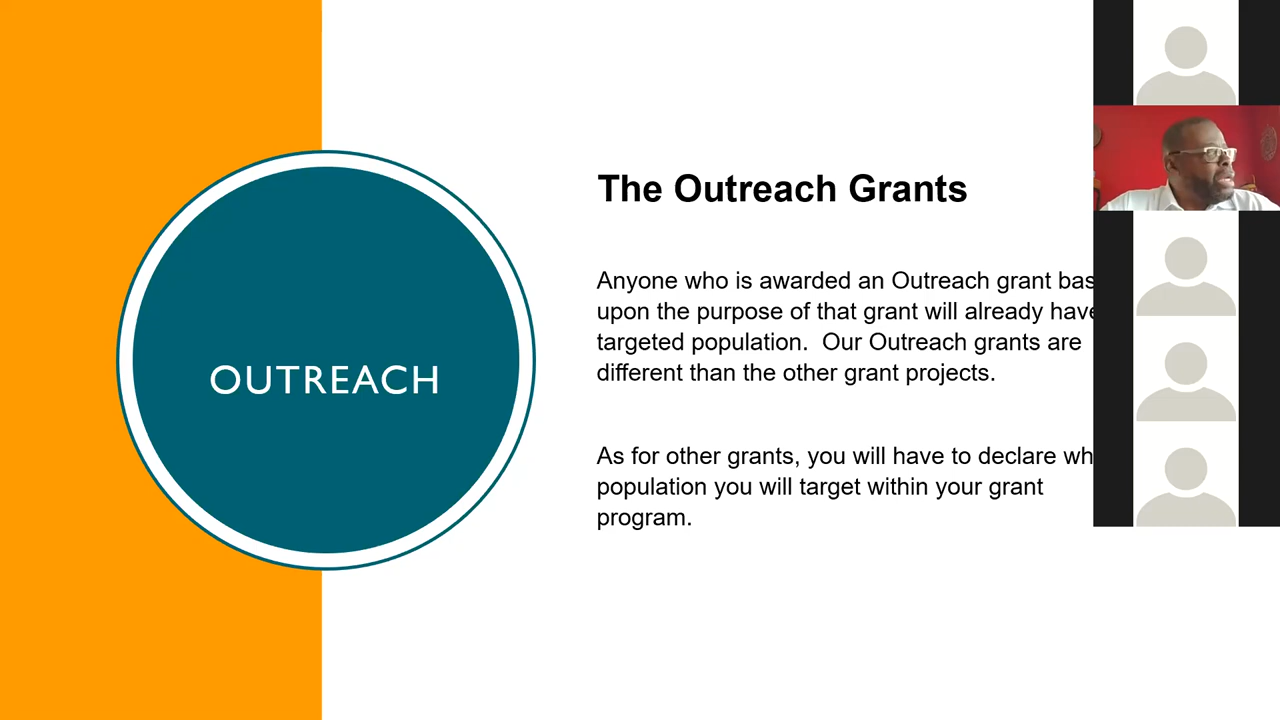 OUTREACH
The Outreach Grants
Anyone who is awarded an Outreach grant
upon the purpose of that grant will already have
targeted population.  Our Outreach grants are
different than the other grant projects.
As for other grants, you will have to declare
population you will target within your grant
program.